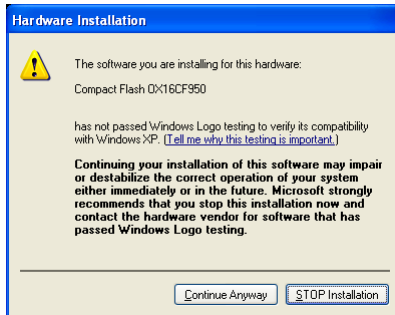 Hardware Installation
The software you are installing for this hardware:
Compact Flash OX16CF950
has not passed Windows Logo testing to verify its compatibility
with Windows XP. (Tell me why this testing is important.)
Continuing your installation of this software may impair
or destabilize the correct operation of your system
either immediately or in the future. Microsoft strongly
recommends that you stop this installation now and
contact the hardware vendor for software that has
passed Windows Logo testing.
Continue Anyway
STOP Installation